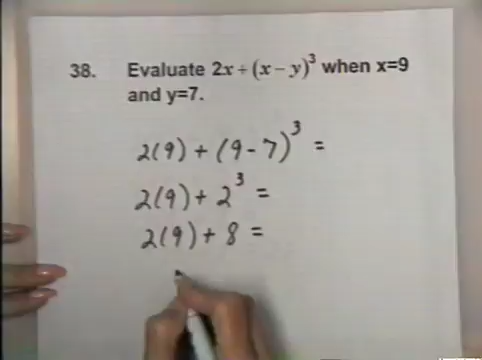 38. Evaluate 2x + (x - y)³ when x=9
and y=7.
2(9) + (9 - 7)³ =
2(9) + 2³ =
2(9) + 8 =